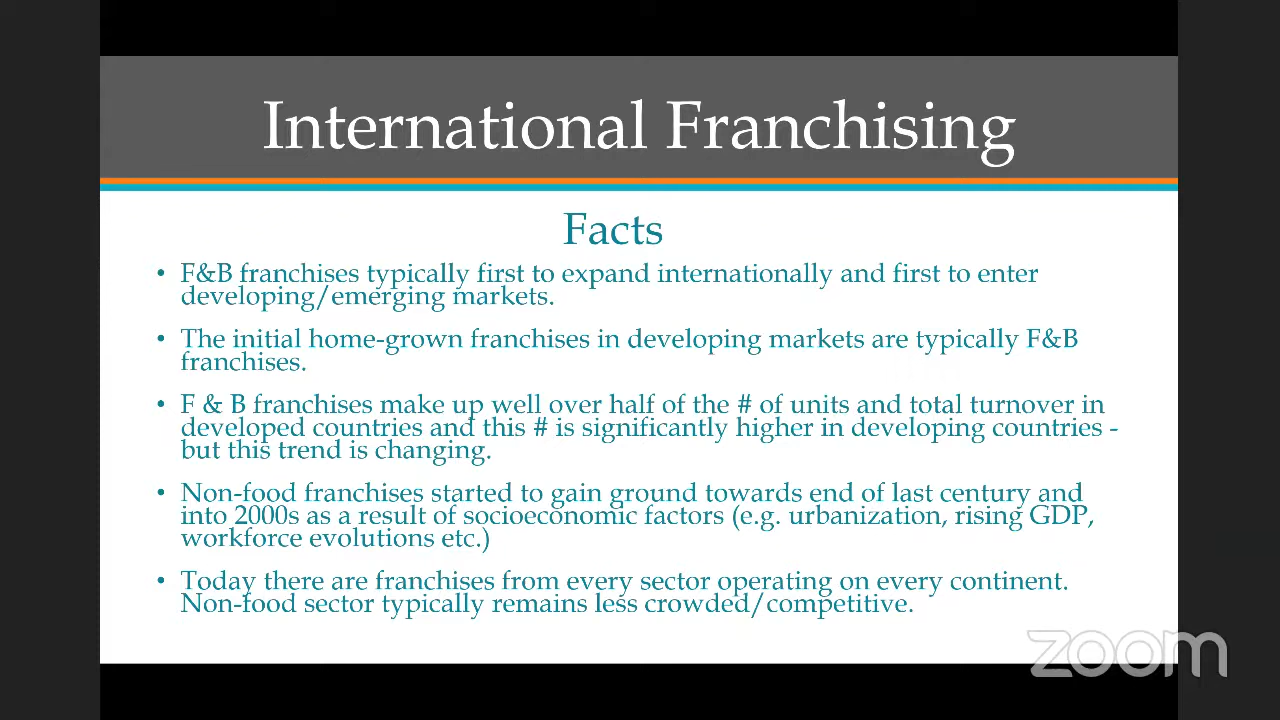 International Franchising
Facts
• F&B franchises typically first to expand internationally and first to enter
developing/emerging markets.
• The initial home-grown franchises in developing markets are typically F&B
franchises.
• F & B franchises make up well over half of the # of units and total turnover in
developed countries and this # is significantly higher in developing countries -
but this trend is changing.
• Non-food franchises started to gain ground towards end of last century and
into 2000s as a result of socioeconomic factors (e.g. urbanization, rising GDP,
workforce evolutions etc.)
• Today there are franchises from every sector operating on every continent.
Non-food sector typically remains less crowded/competitive.
zoom